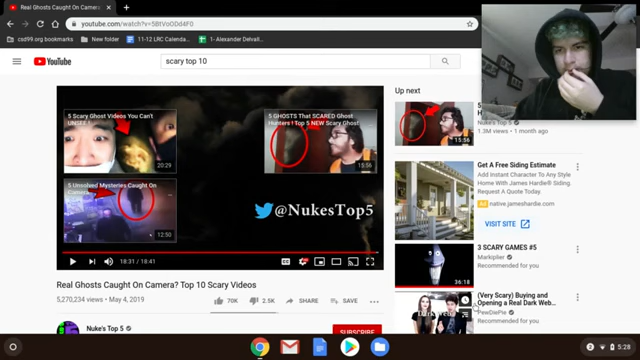 Real Ghosts Caught On Camera?
youtube.com/watch?v=5BtVoODd4F0
csd99.org bookmarks
New folder
11-12 LRC Calenda...
1- Alexander Delvall...
YouTube
scary top 10
5 Scary Ghost Videos You Can't
UNSEE !
20:29
5 GHOSTS That SCARED Ghost
Hunters ! Top 5 NEW Scary Ghost
15:56
5 Unsolved Mysteries Caught On
Camera
12:50
@NukesTop5
18:31 / 18:41
Real Ghosts Caught On Camera? Top 10 Scary Videos
5,270,234 views • May 4, 2019
70K
2.5K
SHARE
SAVE
Nuke's Top 5
SUBSCRIBE
Up next
15:56
Nuke's Top 5
1.3M views • 1 month ago
Get A Free Siding Estimate
Add Instant Character To Any Style
Home With James Hardie® Siding.
Request A Quote Today.
Ad
native.jameshardie.com
VISIT SITE
3 SCARY GAMES #5
Markiplier
Recommended for you
36:18
(Very Scary) Buying and
Opening a Real Dark Web...
PewDiePie
Recommended for you
2
5:28